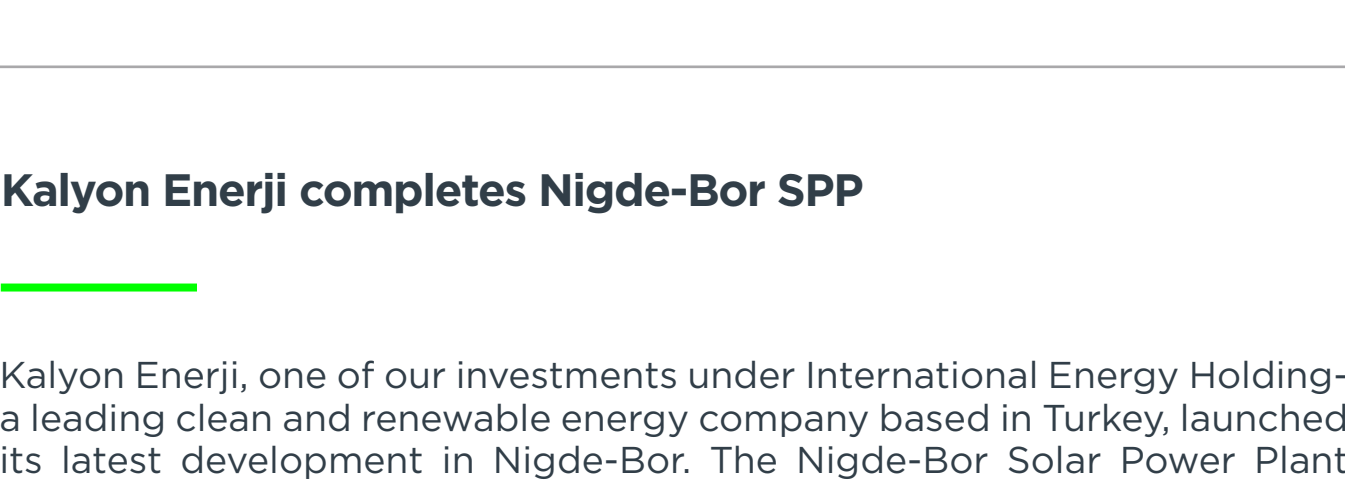 Kalyon Enerji completes Nigde-Bor SPP
Kalyon Enerji, one of our investments under International Energy Holding-
a leading clean and renewable energy company based in Turkey, launched
its latest development in Nigde-Bor. The Nigde-Bor Solar Power Plant